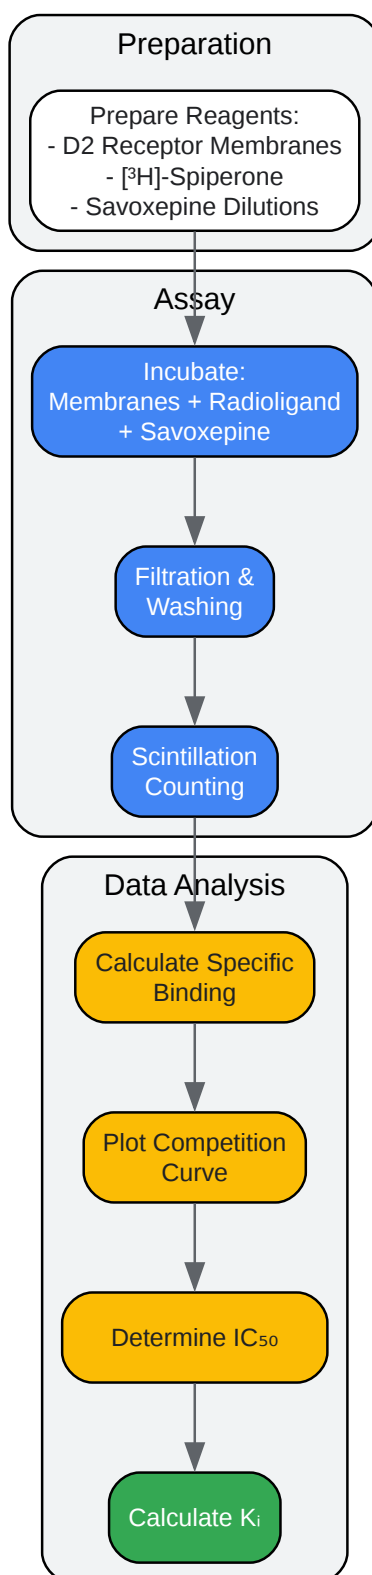 Preparation
Prepare Reagents:
- D2 Receptor Membranes
- [³H]-Spiperone
- Savoxepine Dilutions
Assay
Incubate:
Membranes + Radioligand
+ Savoxepine
Filtration &
Washing
Scintillation
Counting
Data Analysis
Calculate Specific
Binding
Plot Competition
Curve
Determine IC₅₀
Calculate Kᵢ